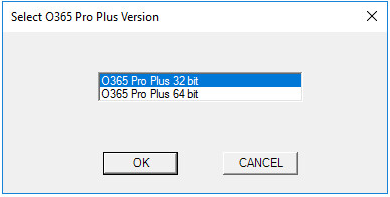 Select O365 Pro Plus Version
O365 Pro Plus 32 bit
O365 Pro Plus 64 bit
OK
CANCEL